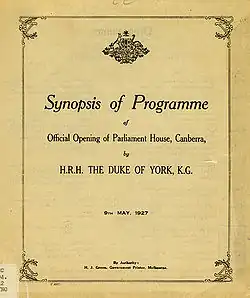 Synopsis of Programme
of
Official Opening of Parliament House, Canberra,
by
H.R.H. THE DUKE OF YORK, K.G.
9TH MAY, 1927
By Authority:
H. J. Green, Government Printer, Melbourne.